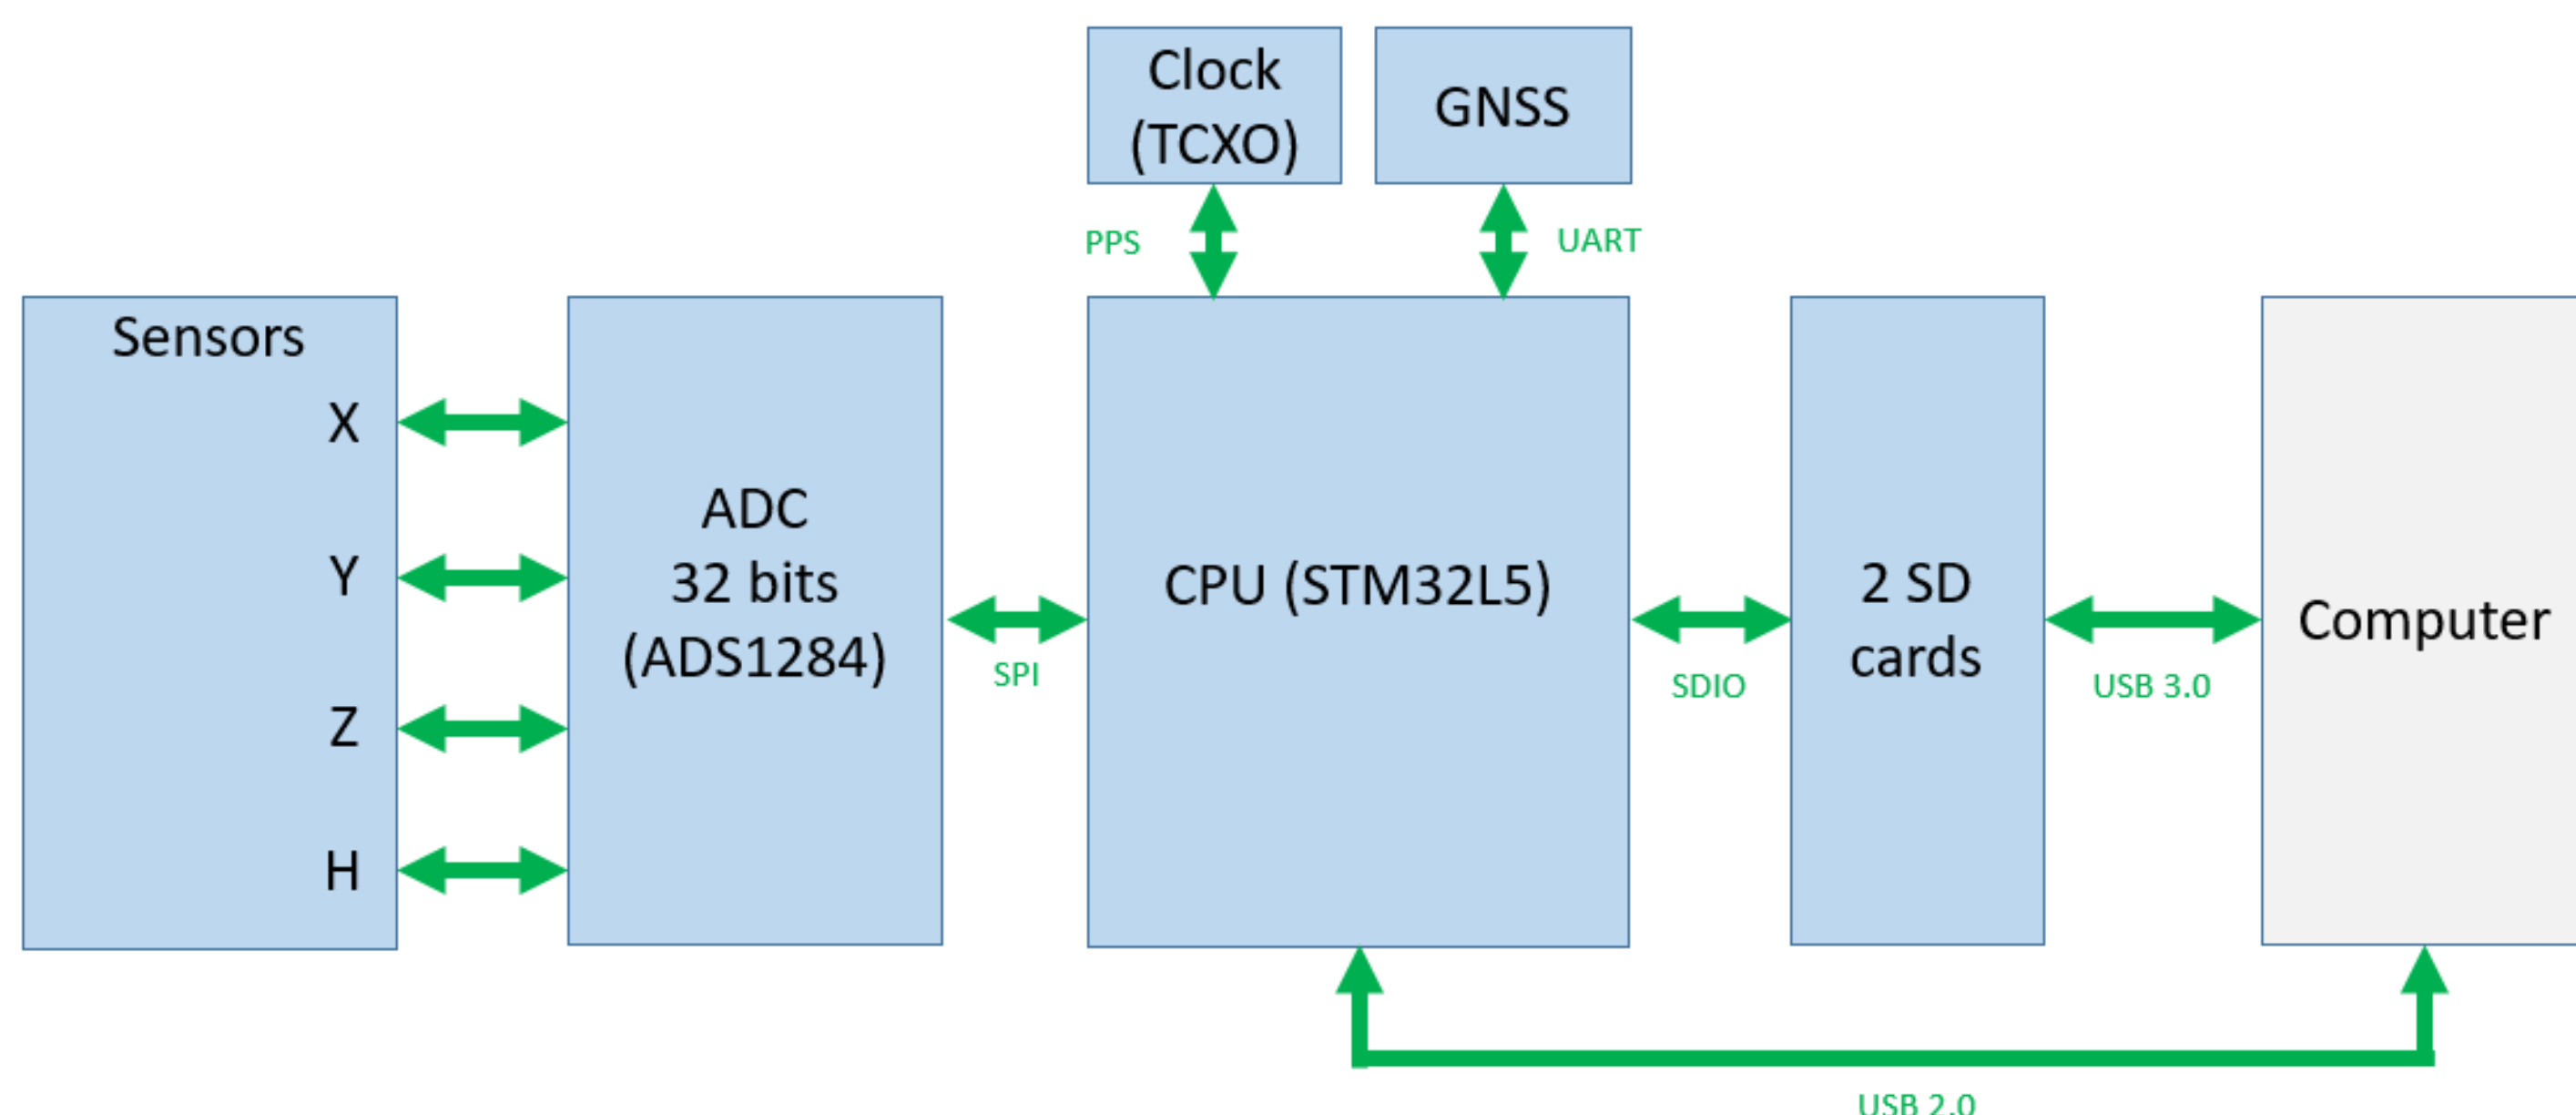 Clock
(TCXO)
GNSS
PPS
UART
Sensors
X
Y
Z
H
ADC
32 bits
(ADS1284)
SPI
CPU (STM32L5)
SDIO
2 SD
cards
USB 3.0
Computer
USB 2.0